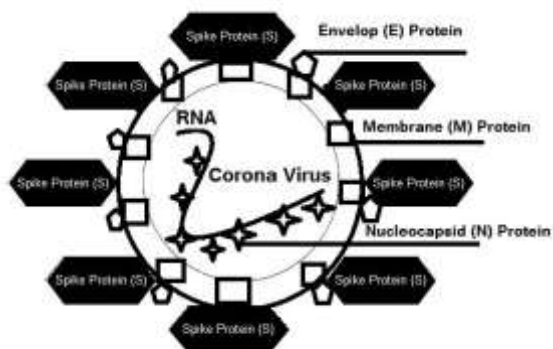 Spike Protein (S)
Envelop (E) Protein
Spike Protein (S)
Spike Protein (S)
RNA
Membrane (M) Protein
Corona Virus
Spike Protein (S)
Spike Protein (S)
Nucleocapsid (N) Protein
Spike Protein (S)
Spike Protein (S)
Spike Protein (S)